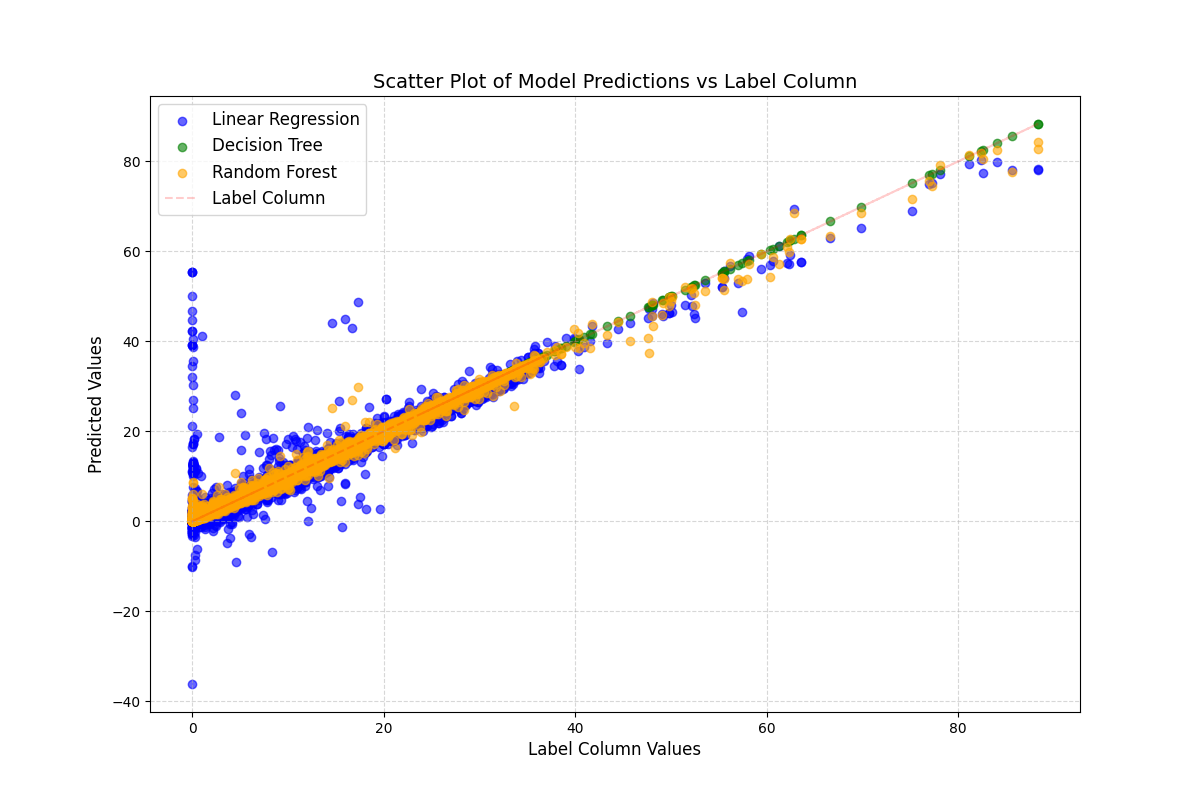 Scatter Plot of Model Predictions vs Label Column
Linear Regression
Decision Tree
Random Forest
Label Column
Predicted Values
80
60
40
20
0
−20
−40
0 20 40 60 80
Label Column Values